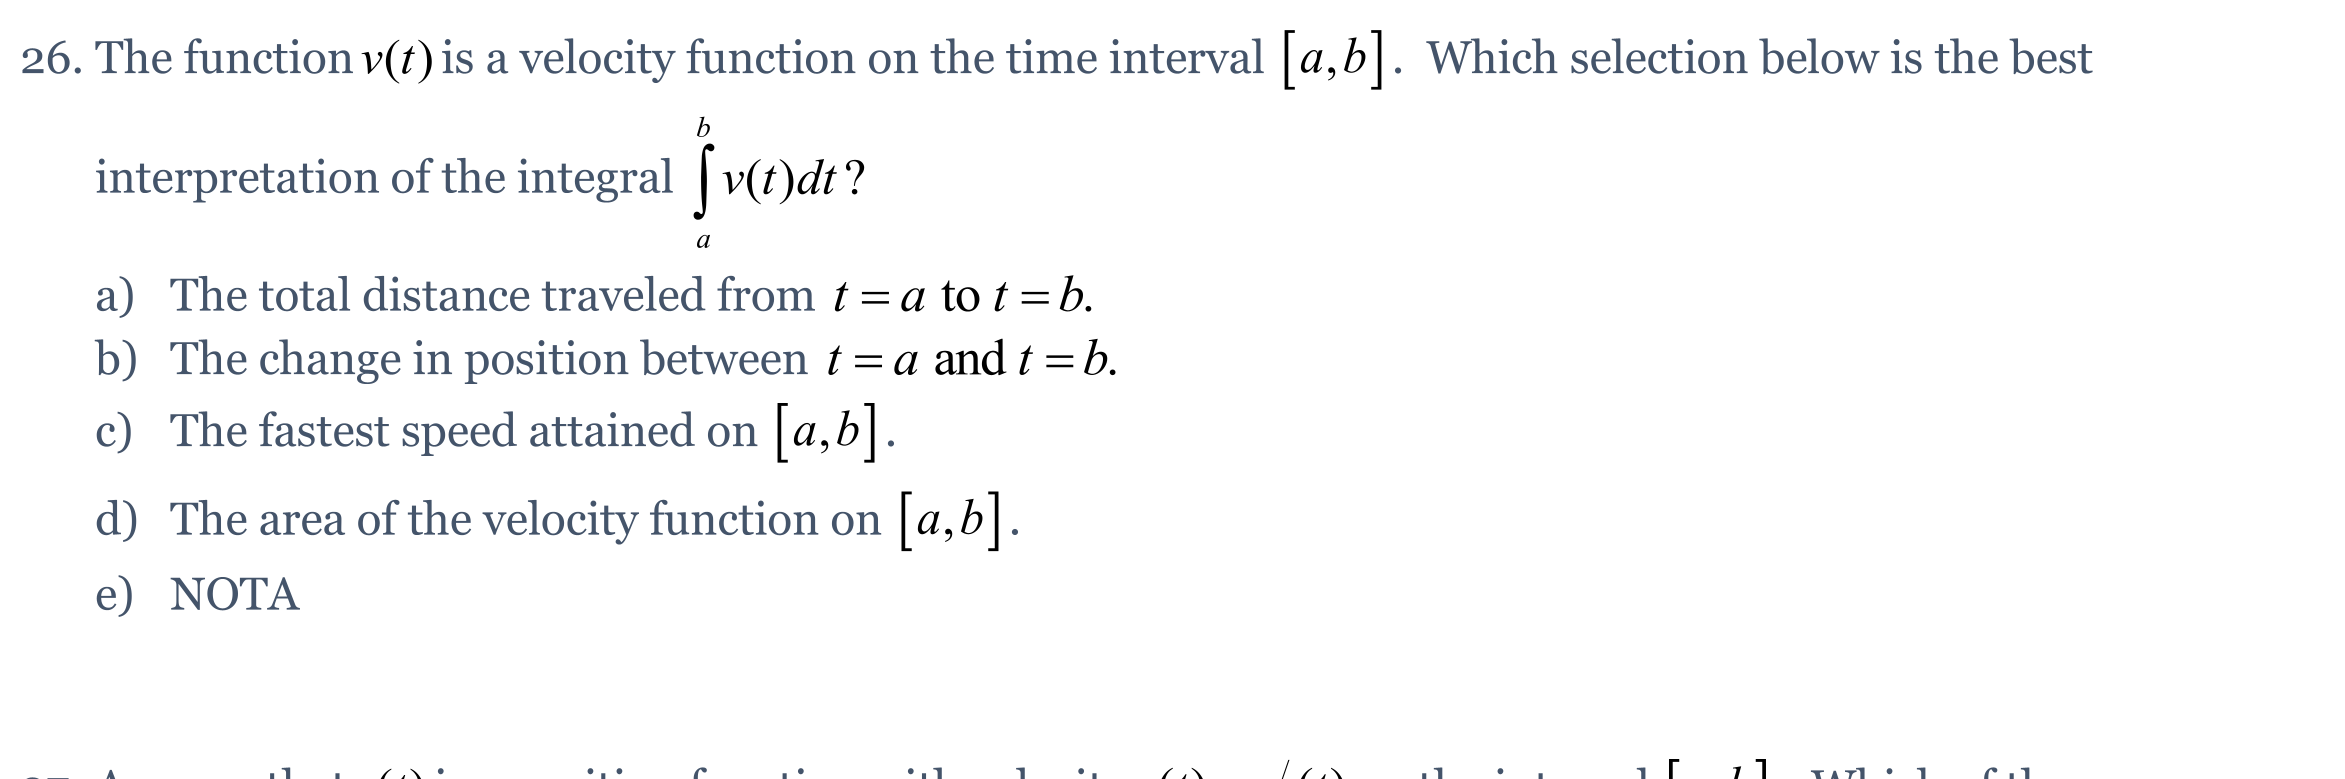 26. The function v(t) is a velocity function on the time interval [a,b]. Which selection below is the best
interpretation of the integral ∫_a^b v(t)dt?
a) The total distance traveled from t = a to t = b.
b) The change in position between t = a and t = b.
c) The fastest speed attained on [a,b].
d) The area of the velocity function on [a,b].
e) NOTA